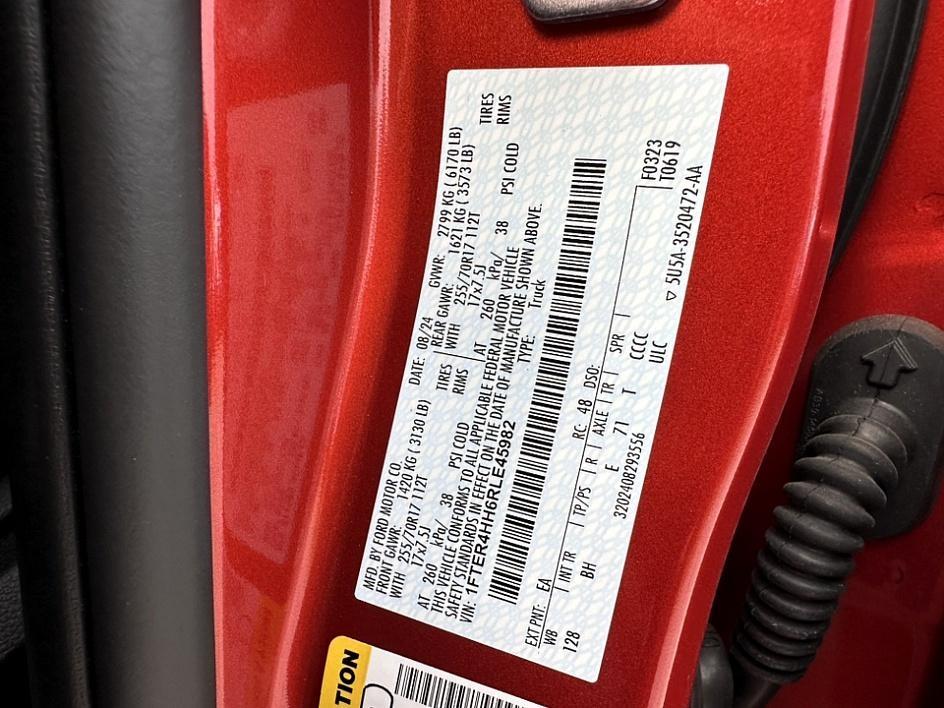 MFD. BY FORD MOTOR CO.
DATE: 08/24
GVWR: 2799 KG ( 6170 LB)
FRONT GAWR: 1420 KG ( 3130 LB)
REAR GAWR: 1621 KG ( 3573 LB)
WITH 255/70R17 112T TIRES
WITH 255/70R17 112T TIRES
17x7.5J RIMS
17x7.5J RIMS
AT 260 kPa/ 38 PSI COLD
AT 260 kPa/ 38 PSI COLD
THIS VEHICLE CONFORMS TO ALL APPLICABLE FEDERAL MOTOR VEHICLE
SAFETY STANDARDS IN EFFECT ON THE DATE OF MANUFACTURE SHOWN ABOVE.
VIN: 1FTER4HH6RLE45982
TYPE: Truck
EXT PNT: EA
RC: 48 DSO:
F0323
WB | INT TR | TP/PS | R | AXLE | TR | SPR |
T0619
128 BH E 71 T CCCC
3202408293556 ULC
▽ 5U5A-3520472-AA
TION